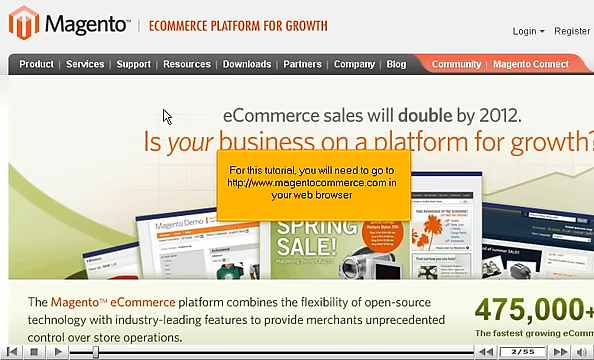 Magento™ | ECOMMERCE PLATFORM FOR GROWTH
Login Register
Product | Services | Support | Resources | Downloads | Partners | Company | Blog
Community | Magento Connect
eCommerce sales will double by 2012.
Is your business on a platform for growth?
For this tutorial, you will need to go to
http://www.magentocommerce.com in
your web browser
Magento Demo
SPRING
SALE!
TAKE ADVANTAGE OF
The Magento™ eCommerce platform combines the flexibility of open-source
technology with industry-leading features to provide merchants unprecedented
control over store operations.
475,000+
The fastest growing eComm
2/55